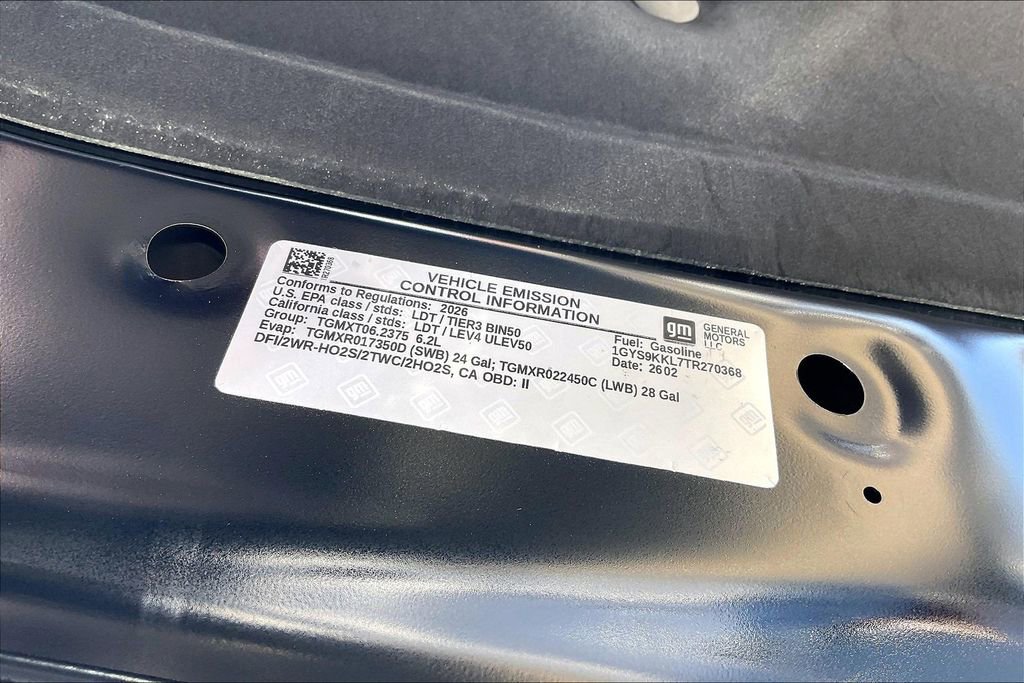 TR270368
VEHICLE EMISSION
CONTROL INFORMATION
Conforms to Regulations: 2026
U.S. EPA class / stds: LDT / TIER3 BIN50
California class / stds: LDT / LEV4 ULEV50
Group: TGMXT06.2375 6.2L
Evap: TGMXR017350D (SWB) 24 Gal; TGMXR022450C (LWB) 28 Gal
DFI/2WR-HO2S/2TWC/2HO2S, CA OBD: II
gm
GENERAL
MOTORS
LLC
Fuel: Gasoline
1GYS9KKL7TR270368
Date: 2602